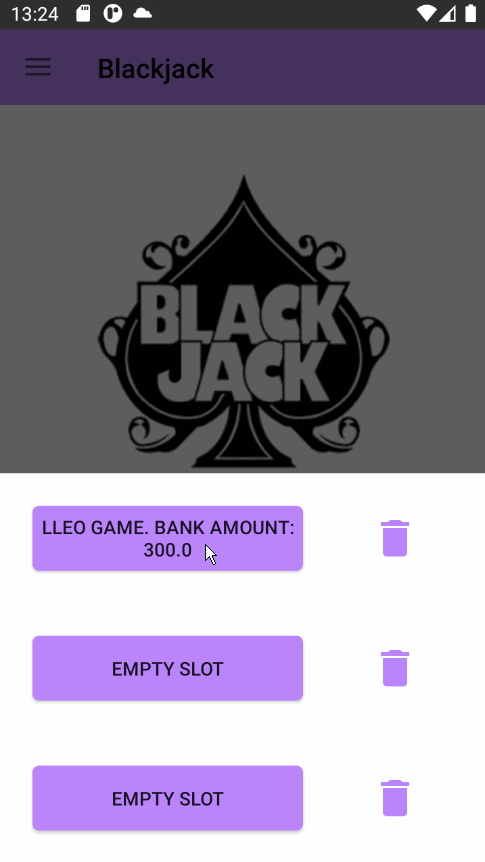 13:24
Blackjack
BLACK
JACK
LLEO GAME. BANK AMOUNT:
300.0
EMPTY SLOT
EMPTY SLOT